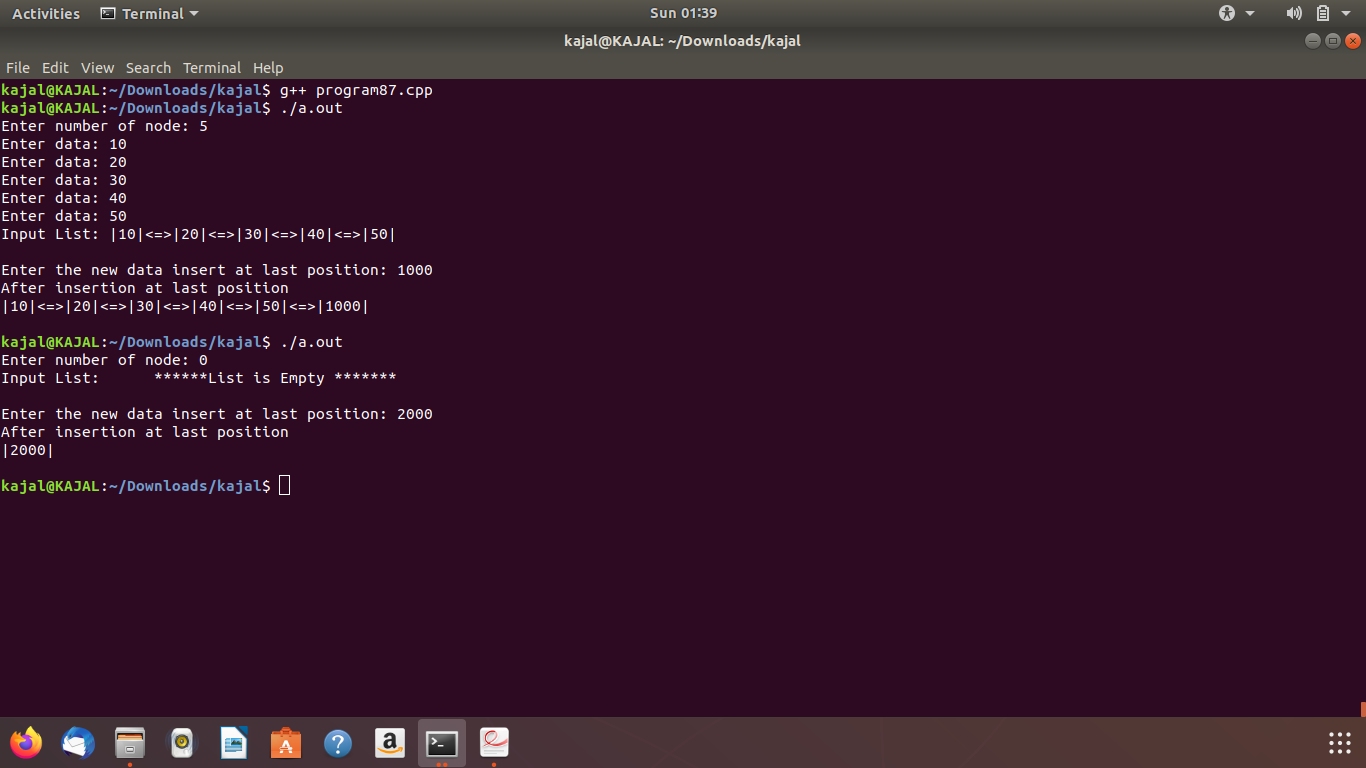 Activities Terminal Sun 01:39
kajal@KAJAL: ~/Downloads/kajal
File Edit View Search Terminal Help
kajal@KAJAL:~/Downloads/kajal$ g++ program87.cpp
kajal@KAJAL:~/Downloads/kajal$ ./a.out
Enter number of node: 5
Enter data: 10
Enter data: 20
Enter data: 30
Enter data: 40
Enter data: 50
Input List: |10|<=>|20|<=>|30|<=>|40|<=>|50|
Enter the new data insert at last position: 1000
After insertion at last position
|10|<=>|20|<=>|30|<=>|40|<=>|50|<=>|1000|
kajal@KAJAL:~/Downloads/kajal$ ./a.out
Enter number of node: 0
Input List:      ******List is Empty *******
Enter the new data insert at last position: 2000
After insertion at last position
|2000|
kajal@KAJAL:~/Downloads/kajal$